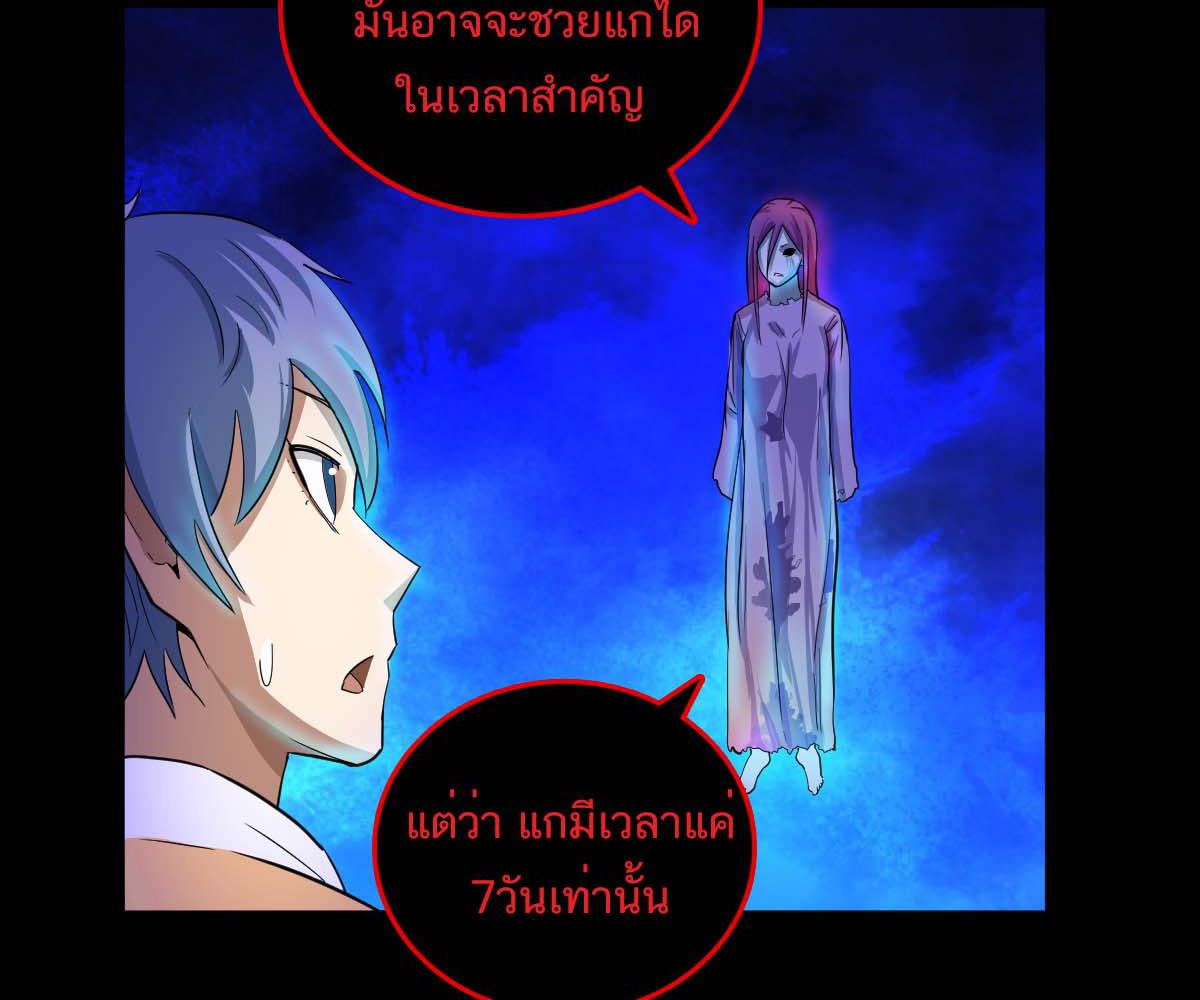 มันอาจจะช่วยแกได้
ในเวลาสำคัญ
แต่ว่า แกมีเวลาแค่
7วันเท่านั้น